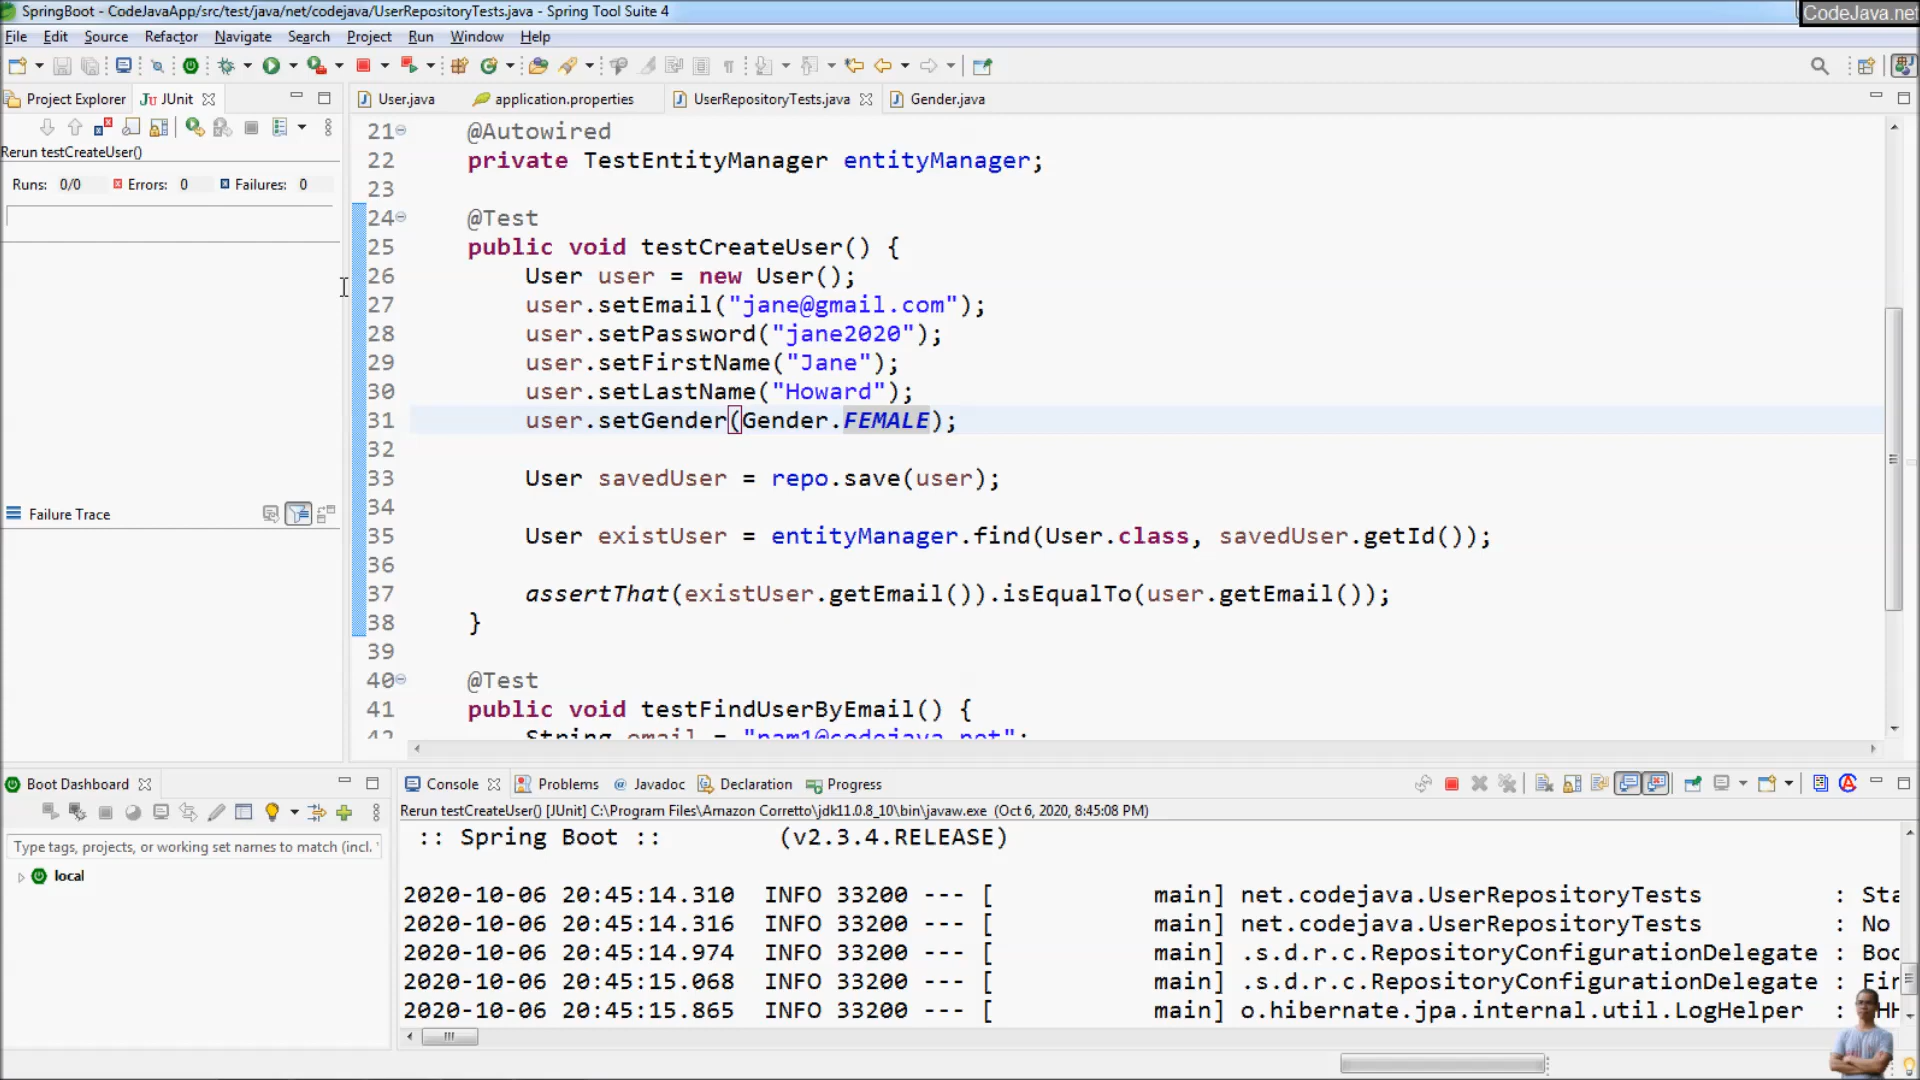 SpringBoot - CodeJavaApp/src/test/java/net/codejava/UserRepositoryTests.java - Spring Tool Suite 4
CodeJava.net
File Edit Source Refactor Navigate Search Project Run Window Help
Project Explorer JUnit
User.java application.properties UserRepositoryTests.java Gender.java
Rerun testCreateUser()
Runs: 0/0 Errors: 0 Failures: 0
Failure Trace
21 @Autowired
22 private TestEntityManager entityManager;
23
24 @Test
25 public void testCreateUser() {
26 User user = new User();
27 user.setEmail("jane@gmail.com");
28 user.setPassword("jane2020");
29 user.setFirstName("Jane");
30 user.setLastName("Howard");
31 user.setGender(Gender.FEMALE);
32
33 User savedUser = repo.save(user);
34
35 User existUser = entityManager.find(User.class, savedUser.getId());
36
37 assertThat(existUser.getEmail()).isEqualTo(user.getEmail());
38 }
39
40 @Test
41 public void testFindUserByEmail() {
42 String email = "nam1@codejava.net";
Boot Dashboard
Type tags, projects, or working set names to match (incl.
local
Console Problems Javadoc Declaration Progress
Rerun testCreateUser() [JUnit] C:\Program Files\Amazon Corretto\jdk11.0.8_10\bin\javaw.exe (Oct 6, 2020, 8:45:08 PM)
:: Spring Boot :: (v2.3.4.RELEASE)
2020-10-06 20:45:14.310 INFO 33200 --- [ main] net.codejava.UserRepositoryTests : Sta
2020-10-06 20:45:14.316 INFO 33200 --- [ main] net.codejava.UserRepositoryTests : No
2020-10-06 20:45:14.974 INFO 33200 --- [ main] .s.d.r.c.RepositoryConfigurationDelegate : Boo
2020-10-06 20:45:15.068 INFO 33200 --- [ main] .s.d.r.c.RepositoryConfigurationDelegate : Fin
2020-10-06 20:45:15.865 INFO 33200 --- [ main] o.hibernate.jpa.internal.util.LogHelper :